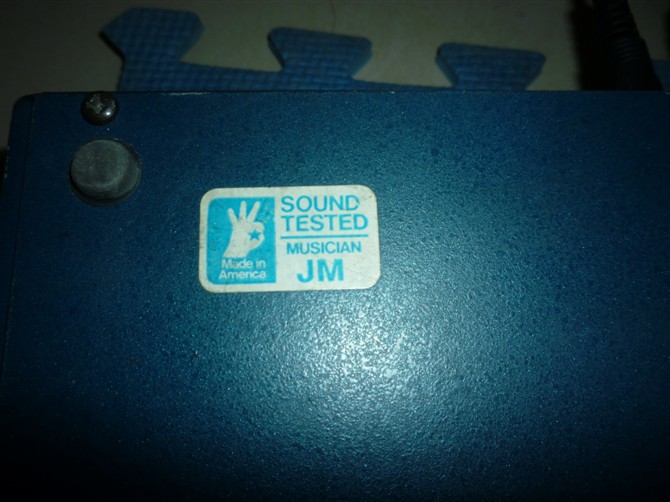 SOUND
TESTED
MUSICIAN
JM
Made in
America